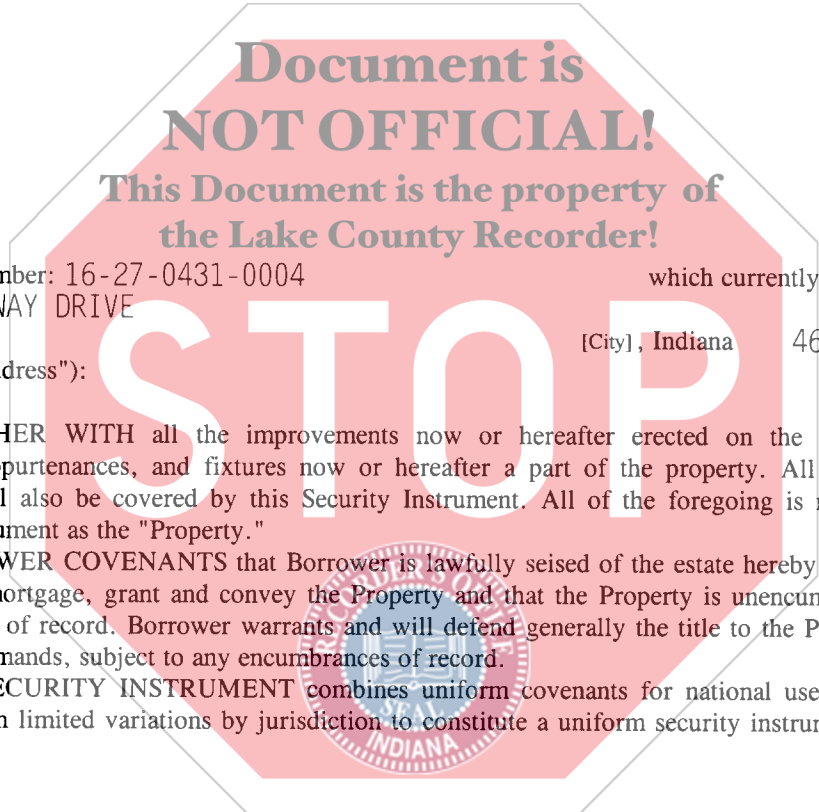 Document is
NOT OFFICIAL!
This Document is the property of
the Lake County Recorder!
mber: 16-27-0431-0004 which currently
WAY DRIVE
[City], Indiana 46
dress"):
STOP
HER WITH all the improvements now or hereafter erected on the
purtenances, and fixtures now or hereafter a part of the property. All
l also be covered by this Security Instrument. All of the foregoing is
ument as the "Property."
WER COVENANTS that Borrower is lawfully seised of the estate hereby
ortgage, grant and convey the Property and that the Property is unencum
of record. Borrower warrants and will defend generally the title to the P
mands, subject to any encumbrances of record.
ECURITY INSTRUMENT combines uniform covenants for national use
limited variations by jurisdiction to constitute a uniform security instrum
RECORDER'S OFFICE
SEAL
INDIANA